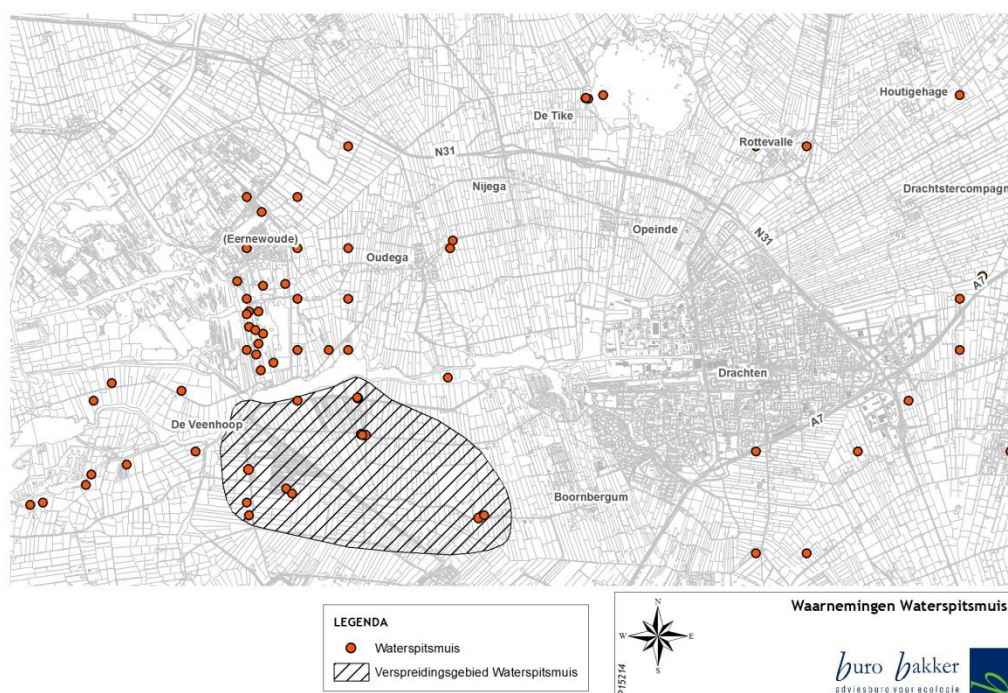 Houtigehage
De Tike
Rottevalle
N31
Nijega
Drachtstercompagn
Opeinde
N31
(Eernewoude)
Oudega
A7
Drachten
De Veenhoop
A7
Boornbergum
LEGENDA
Waterspitsmuis
Verspreidingsgebied Waterspitsmuis
N
W E
S
P15214
Waarnemingen Waterspitsmuis
buro bakker
adviesburo voor ecologie